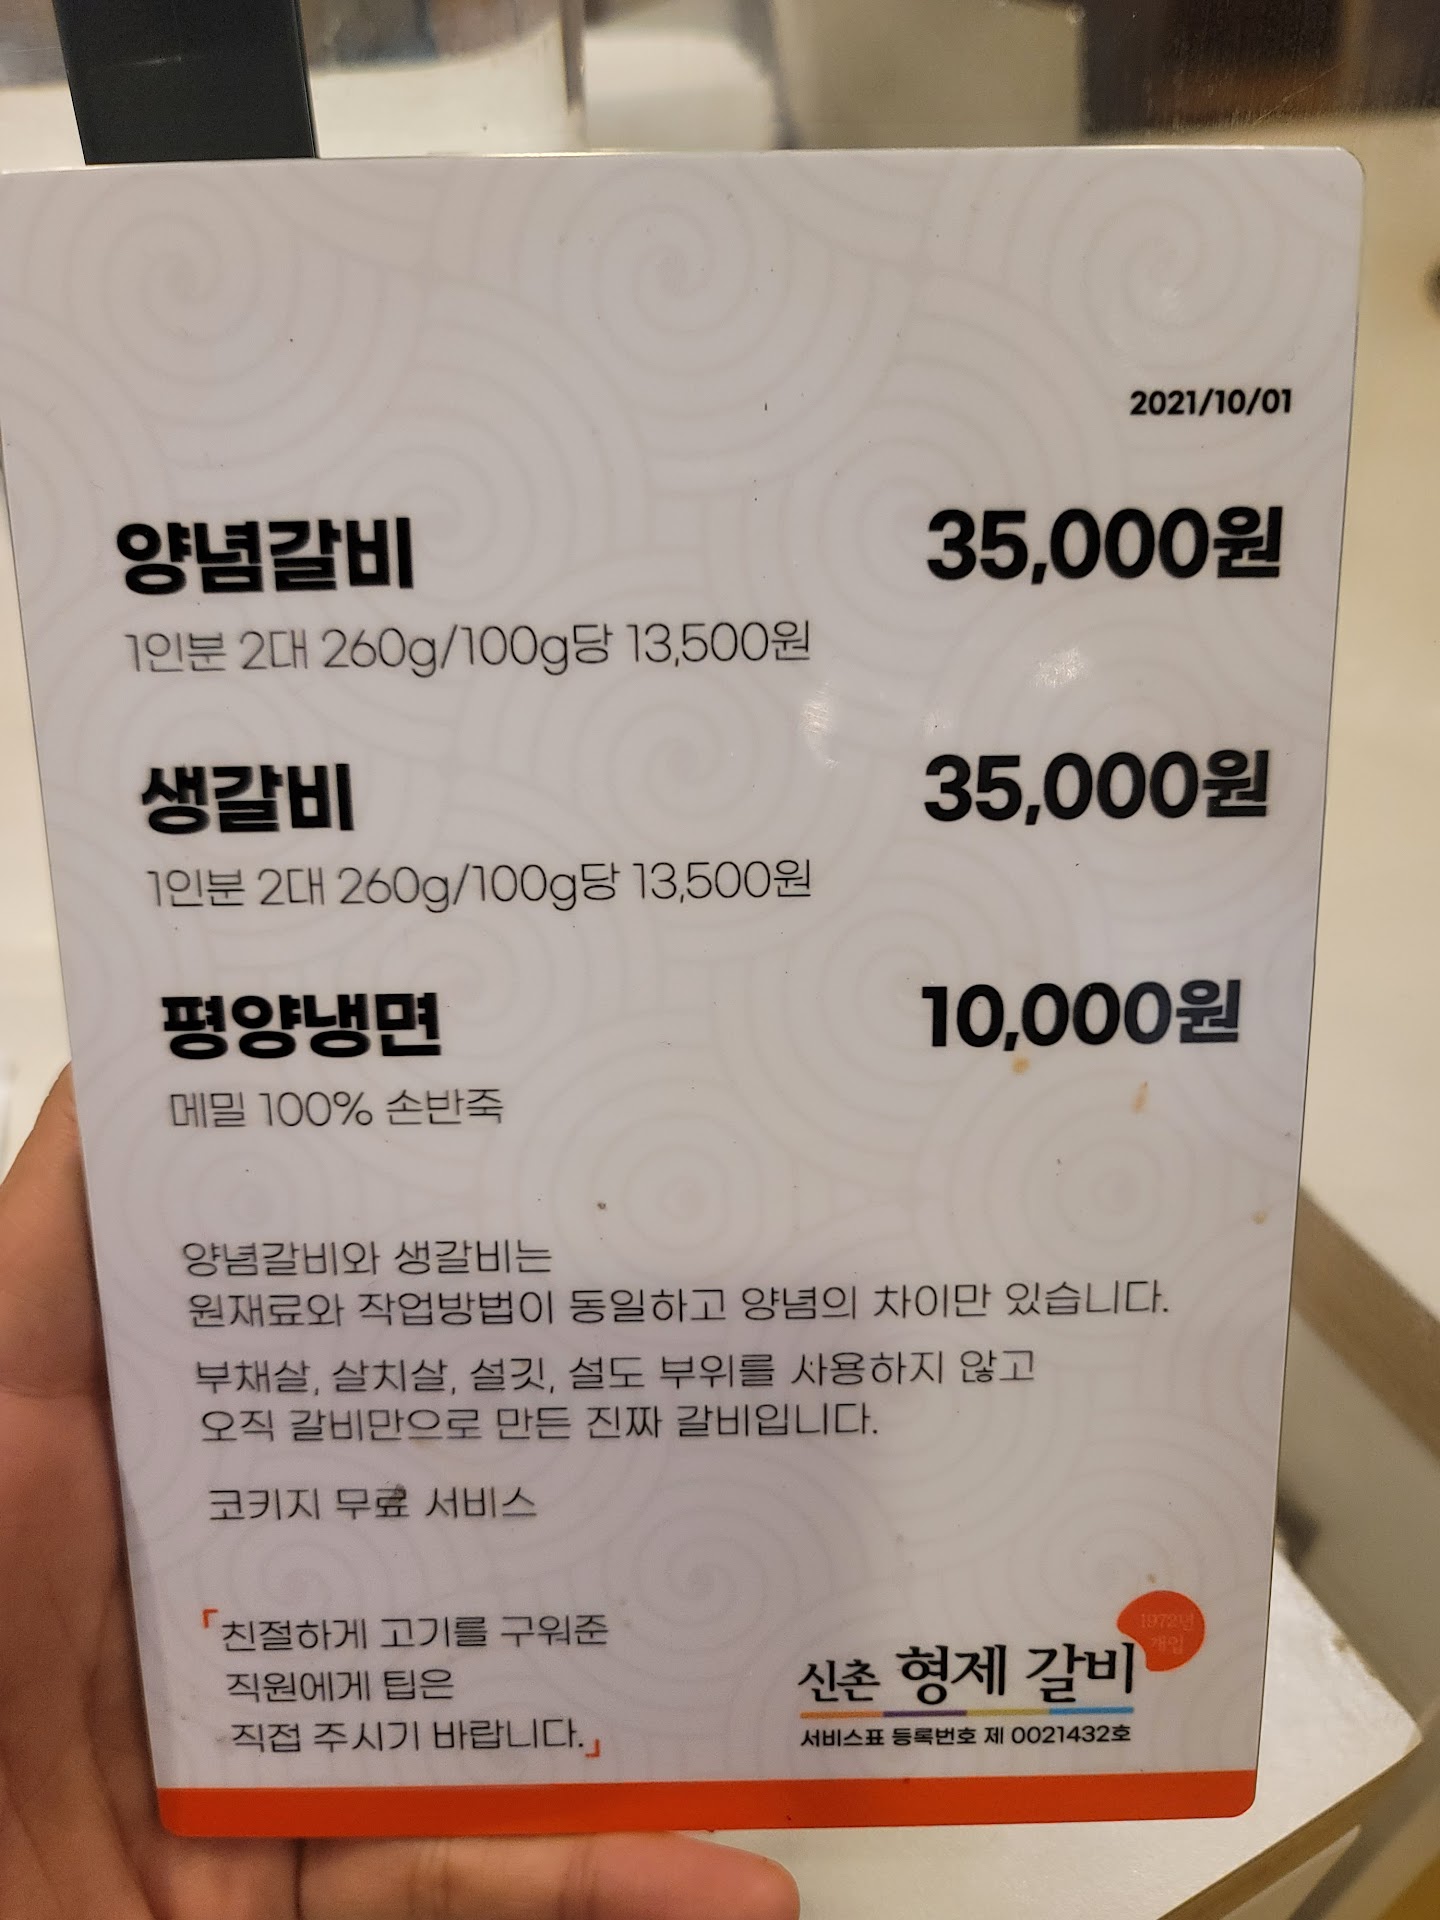 2021/10/01
양념갈비 35,000원
1인분 2대 260g/100g당 13,500원
생갈비 35,000원
1인분 2대 260g/100g당 13,500원
평양냉면 10,000원
메밀 100% 손반죽
양념갈비와 생갈비는
원재료와 작업방법이 동일하고 양념의 차이만 있습니다.
부채살, 살치살, 설깃, 설도 부위를 사용하지 않고
오직 갈비만으로 만든 진짜 갈비입니다.
코키지 무료 서비스
「친절하게 고기를 구워준
직원에게 팁은
직접 주시기 바랍니다.」
1972년
개업
신촌 형제 갈비
서비스표 등록번호 제 0021432호